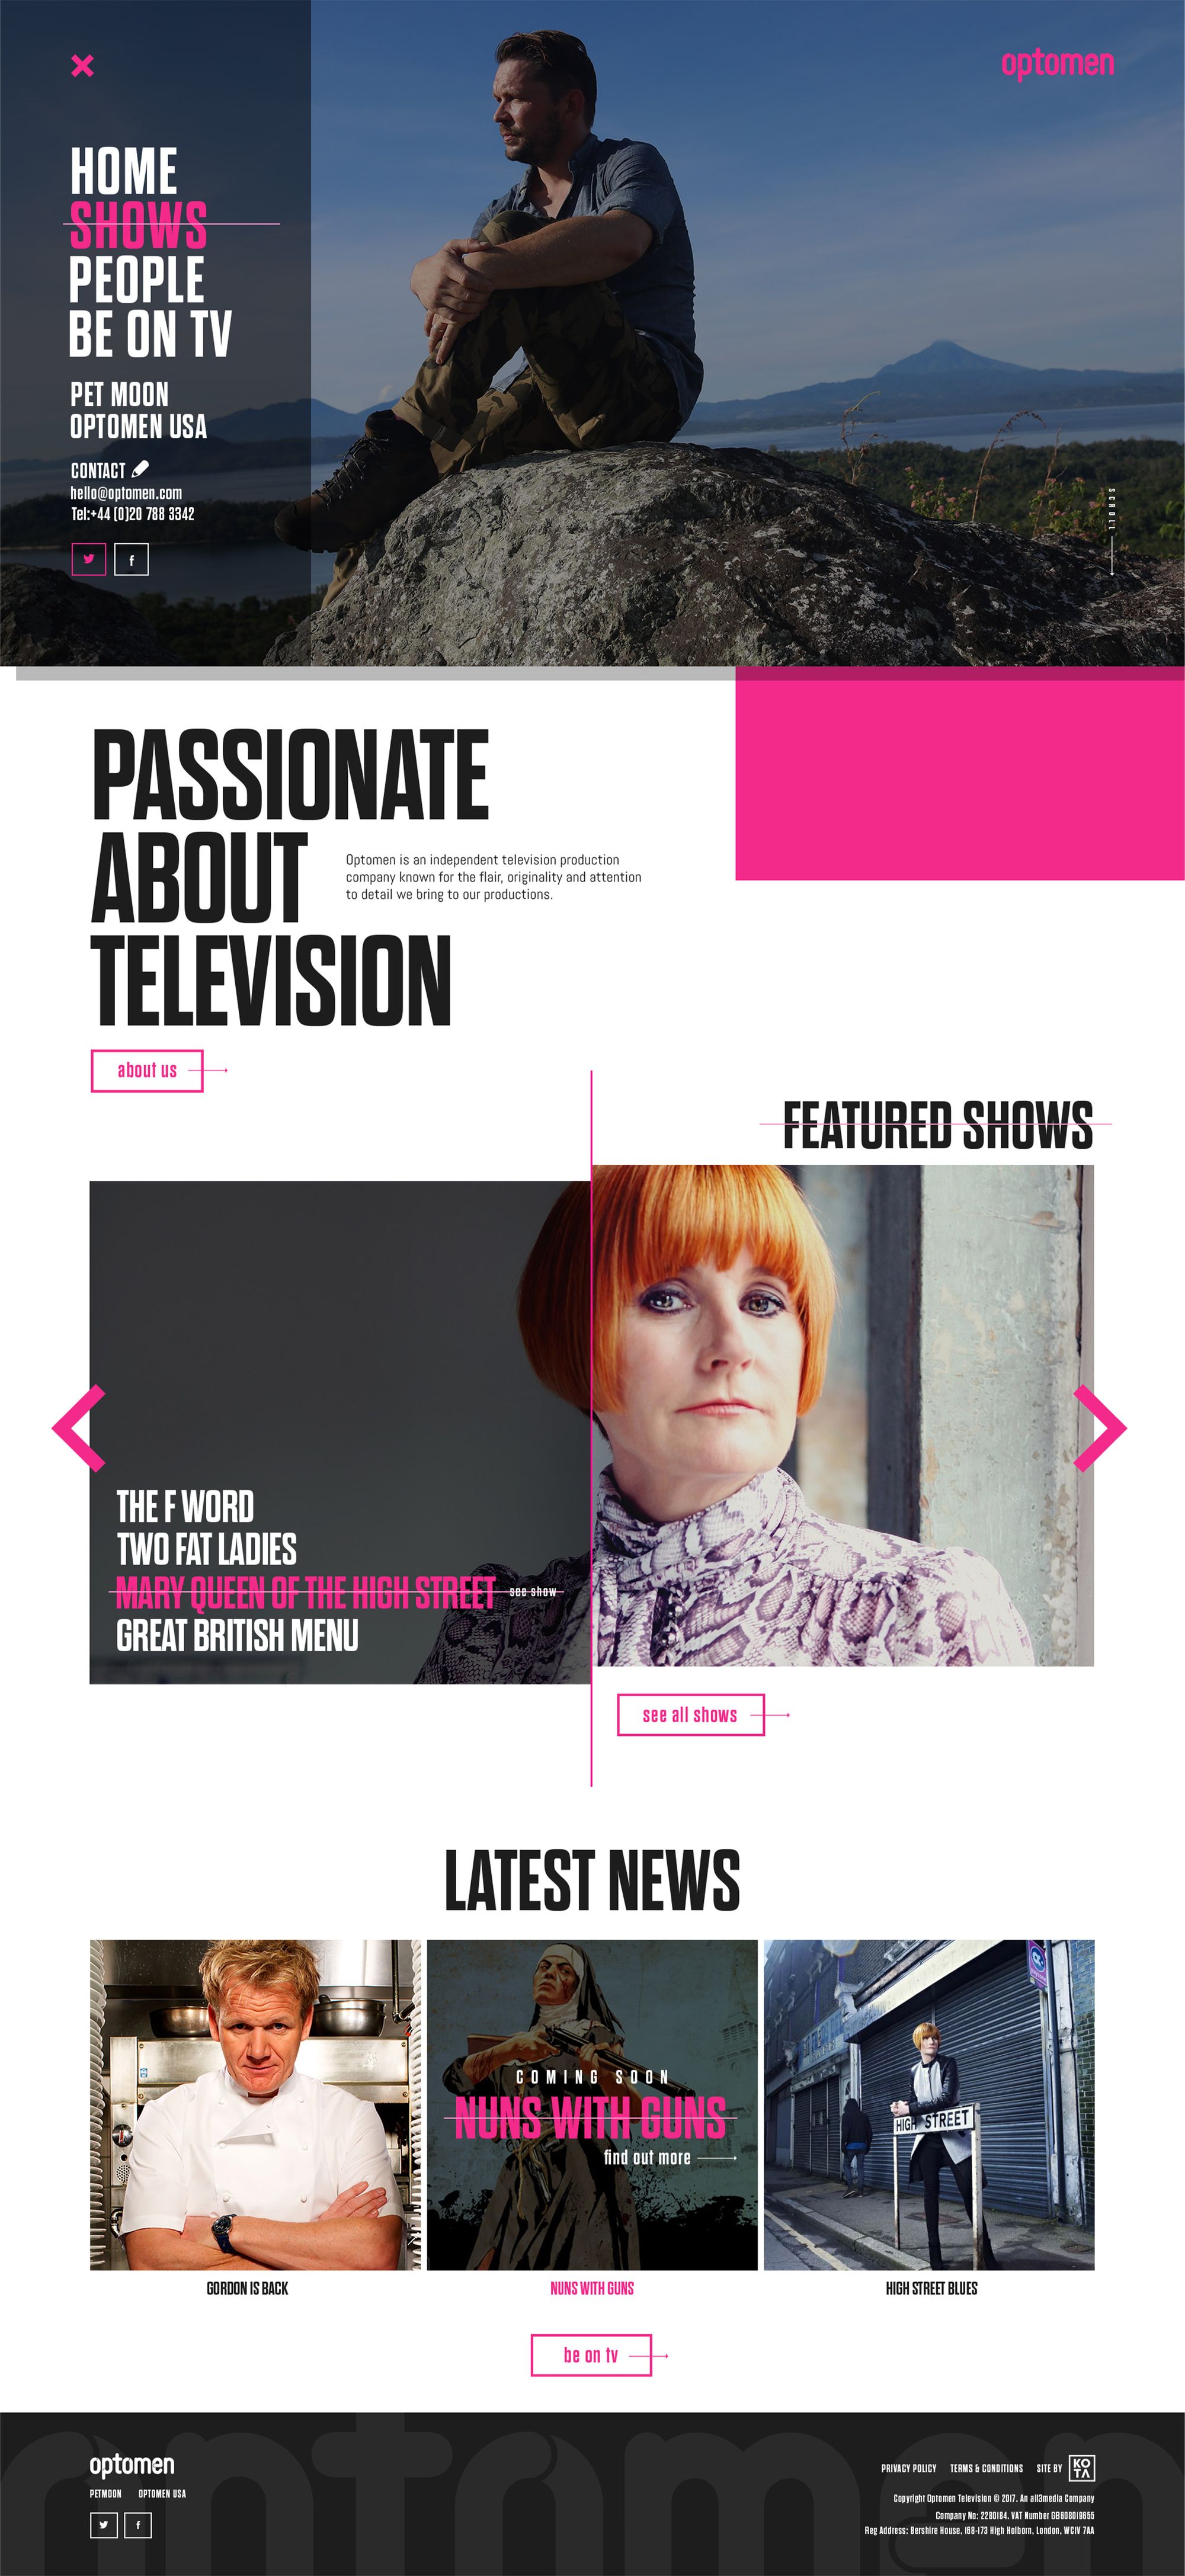 optomen
HOME
SHOWS
PEOPLE
BE ON TV
PET MOON
OPTOMEN USA
CONTACT
hello@optomen.com
Tel:+44 (0)20 788 3342
SCROLL
PASSIONATE
ABOUT
TELEVISION
Optomen is an independent television production
company known for the flair, originality and attention
to detail we bring to our productions.
about us
FEATURED SHOWS
THE F WORD
TWO FAT LADIES
MARY QUEEN OF THE HIGH STREET see show
GREAT BRITISH MENU
see all shows
LATEST NEWS
COMING SOON
NUNS WITH GUNS
find out more
HIGH STREET
GORDON IS BACK
NUNS WITH GUNS
HIGH STREET BLUES
be on tv
optomen
optomen
PETMOON OPTOMEN USA
PRIVACY POLICY TERMS & CONDITIONS SITE BY KOTA
Copyright Optomen Television © 2017. An all3media Company
Company No: 2280184. VAT Number GB608019655
Reg Address: Bershire House, 168-173 High Holborn, London, WC1V 7AA